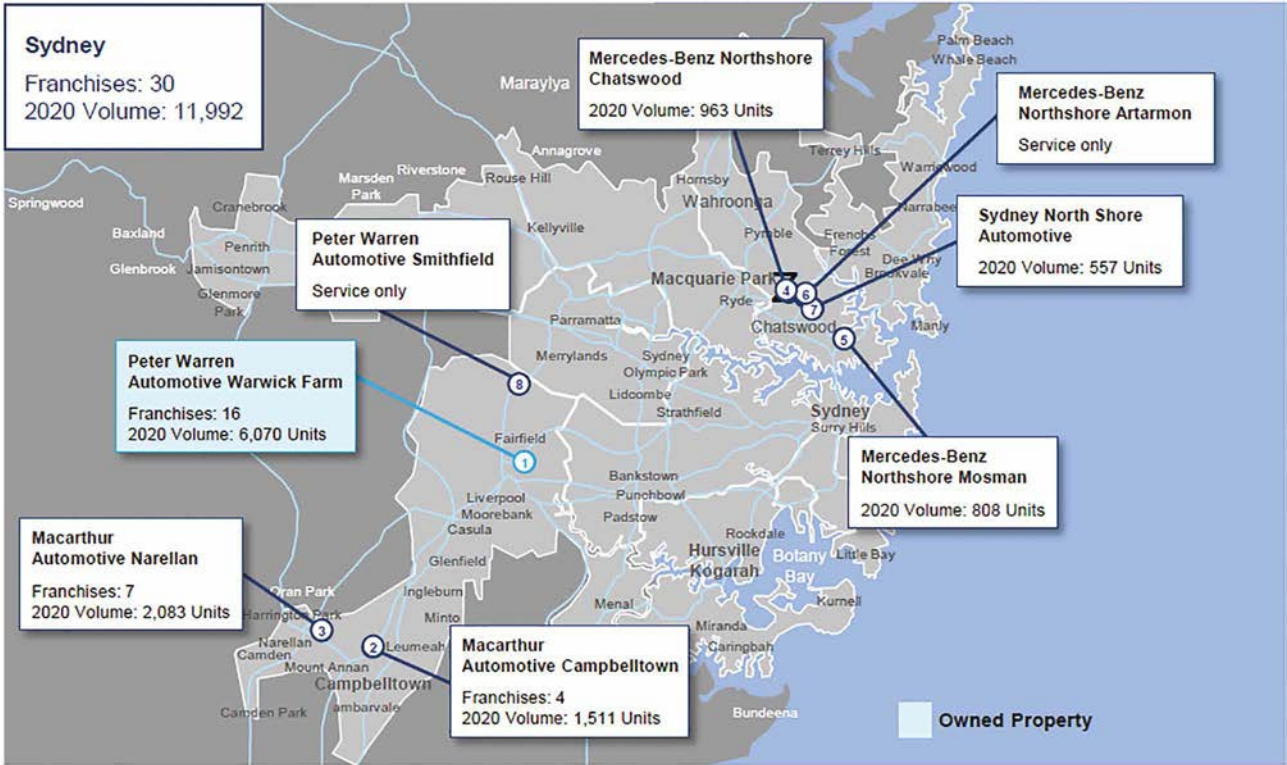 Sydney
Franchises: 30
2020 Volume: 11,992
Mercedes-Benz Northshore
Chatswood
2020 Volume: 963 Units
Mercedes-Benz
Northshore Artarmon
Service only
Sydney North Shore
Automotive
2020 Volume: 557 Units
Peter Warren
Automotive Smithfield
Service only
Peter Warren
Automotive Warwick Farm
Franchises: 16
2020 Volume: 6,070 Units
Mercedes-Benz
Northshore Mosman
2020 Volume: 808 Units
Macarthur
Automotive Narellan
Franchises: 7
2020 Volume: 2,083 Units
Macarthur
Automotive Campbelltown
Franchises: 4
2020 Volume: 1,511 Units
Owned Property
Palm Beach
Whale Beach
Maraylya
Annagrove
Terrey Hills
Warriewood
Marsden
Park
Riverstone
Rouse Hill
Hornsby
Wahroonga
Narrabee
Springwood
Cranebrook
Baxland
Penrith
Kellyville
Pymble
Frenchs
Forest
Dee Why
Brookvale
Glenbrook
Jamisontown
Glenmore
Park
Macquarie Park
4
6
7
Ryde
Chatswood
Manly
5
Parramatta
Merrylands
Sydney
Olympic Park
8
Lidcombe
Strathfield
Sydney
Surry Hills
Fairfield
1
Bankstown
Punchbowl
Liverpool
Moorebank
Casula
Padstow
Rockdale
Hursville
Kogarah
Botany
Bay
Little Bay
Glenfield
Oran Park
Ingleburn
Harrington Park
Minto
Menal
Kurnell
3
2
Narellan
Camden
Leumeah
Mount Annan
Miranda
Caringbah
Campbelltown
Camden Park
ambarvale
Bundeena